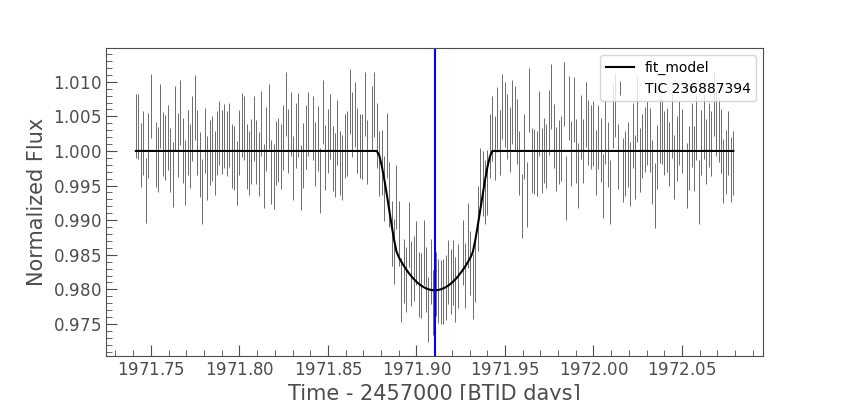 fit_model
TIC 236887394
1.010
1.005
1.000
0.995
0.990
0.985
0.980
0.975
Normalized Flux
1971.75 1971.80 1971.85 1971.90 1971.95 1972.00 1972.05
Time - 2457000 [BTJD days]